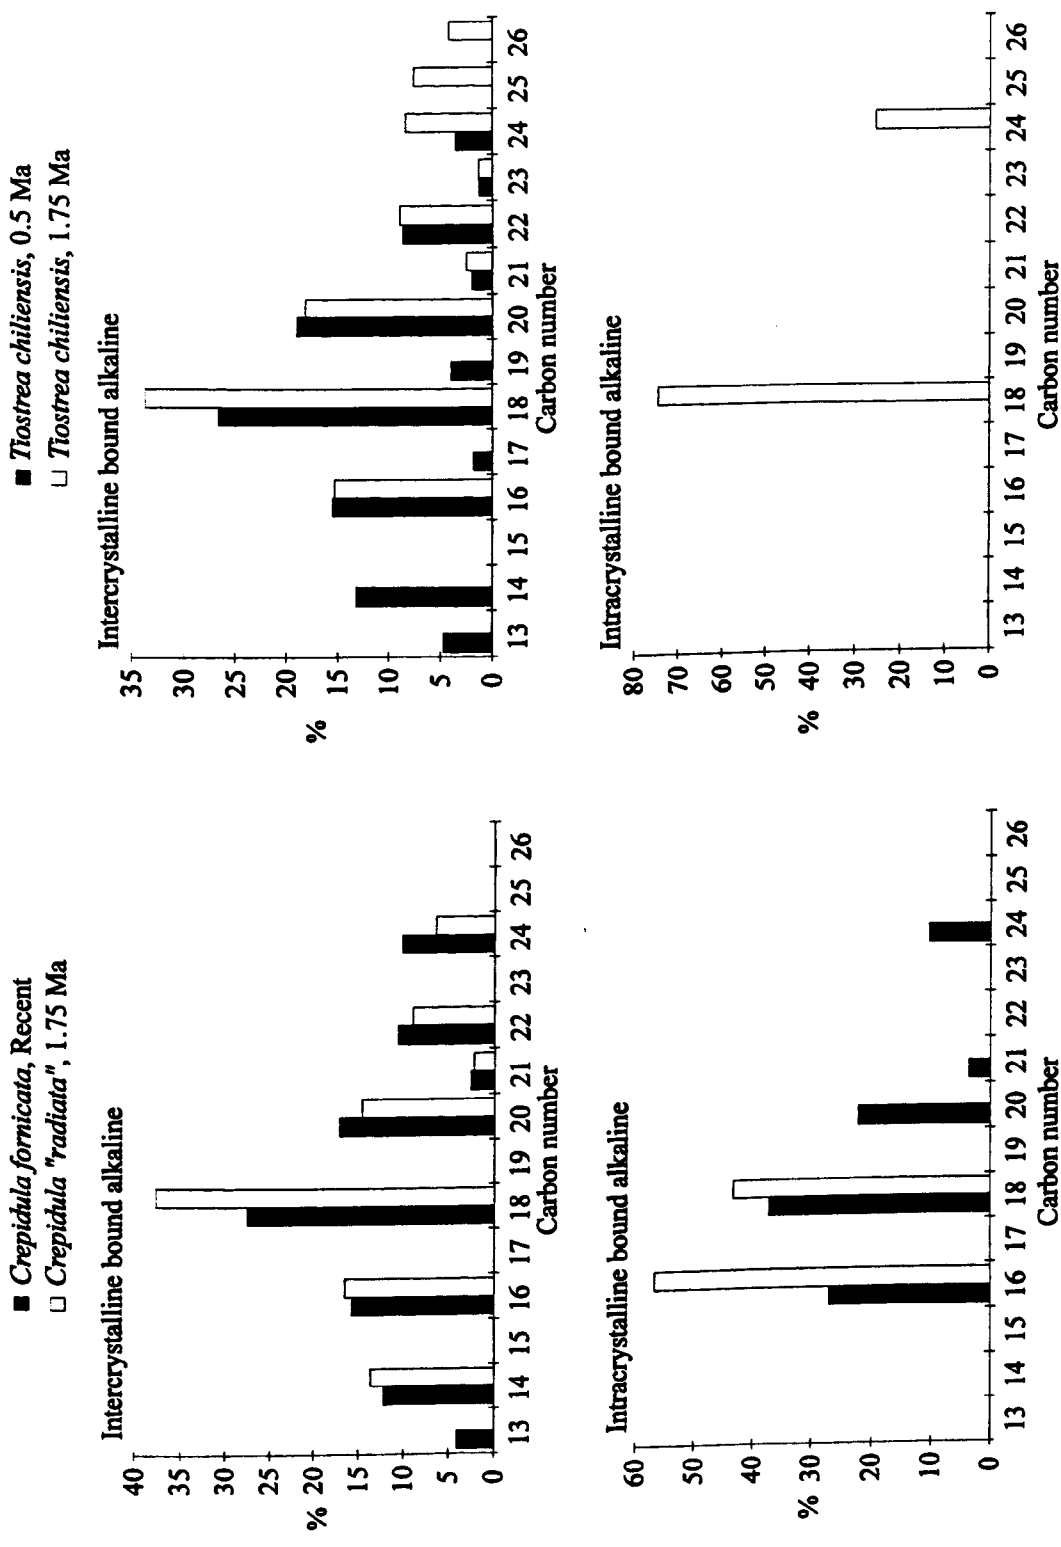 ■ Crepidula fornicata, Recent
□ Crepidula "radiata", 1.75 Ma
Intercrystalline bound alkaline
40
35
30
25
20
15
10
5
0
%
13 14 15 16 17 18 19 20 21 22 23 24 25 26
Carbon number
Intracrystalline bound alkaline
60
50
40
% 30
20
10
0
13 14 15 16 17 18 19 20 21 22 23 24 25 26
Carbon number
■ Tiostrea chiliensis, 0.5 Ma
□ Tiostrea chiliensis, 1.75 Ma
Intercrystalline bound alkaline
35
30
25
20
15
10
5
0
%
13 14 15 16 17 18 19 20 21 22 23 24 25 26
Carbon number
Intracrystalline bound alkaline
80
70
60
50
40
30
20
10
0
%
13 14 15 16 17 18 19 20 21 22 23 24 25 26
Carbon number